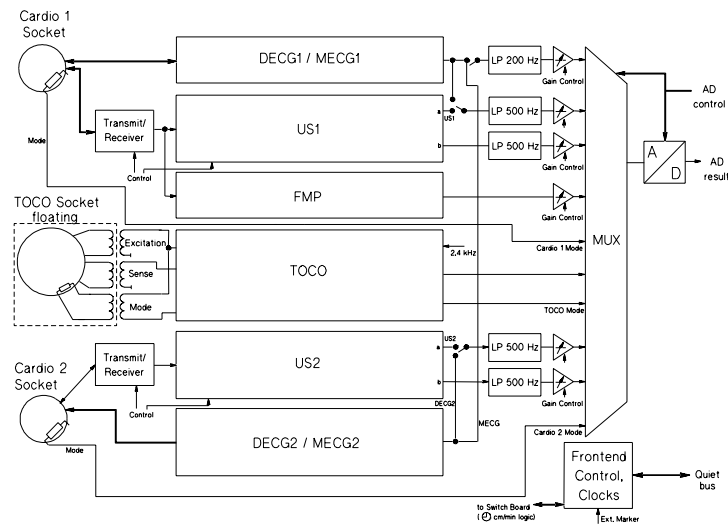 Cardio 1
Socket
DECG1 / MECG1
LP 200 Hz
Gain Control
AD
control
Transmit/
Receiver
US1
a
US1
b
LP 500 Hz
Gain Control
LP 500 Hz
Gain Control
A
D
AD
result
Mode
Control
FMP
Gain Control
TOCO Socket
floating
Excitation
Sense
Mode
TOCO
2,4 kHz
Cardio 1 Mode
MUX
TOCO Mode
Transmit/
Receiver
US2
a
US2
b
LP 500 Hz
LP 500 Hz
Gain Control
Cardio 2
Socket
Control
DECG2
MECG
DECG2 / MECG2
Cardio 2 Mode
Mode
Frontend
Control,
Clocks
Quiet
bus
to Switch Board
( cm/min logic)
Ext. Marker